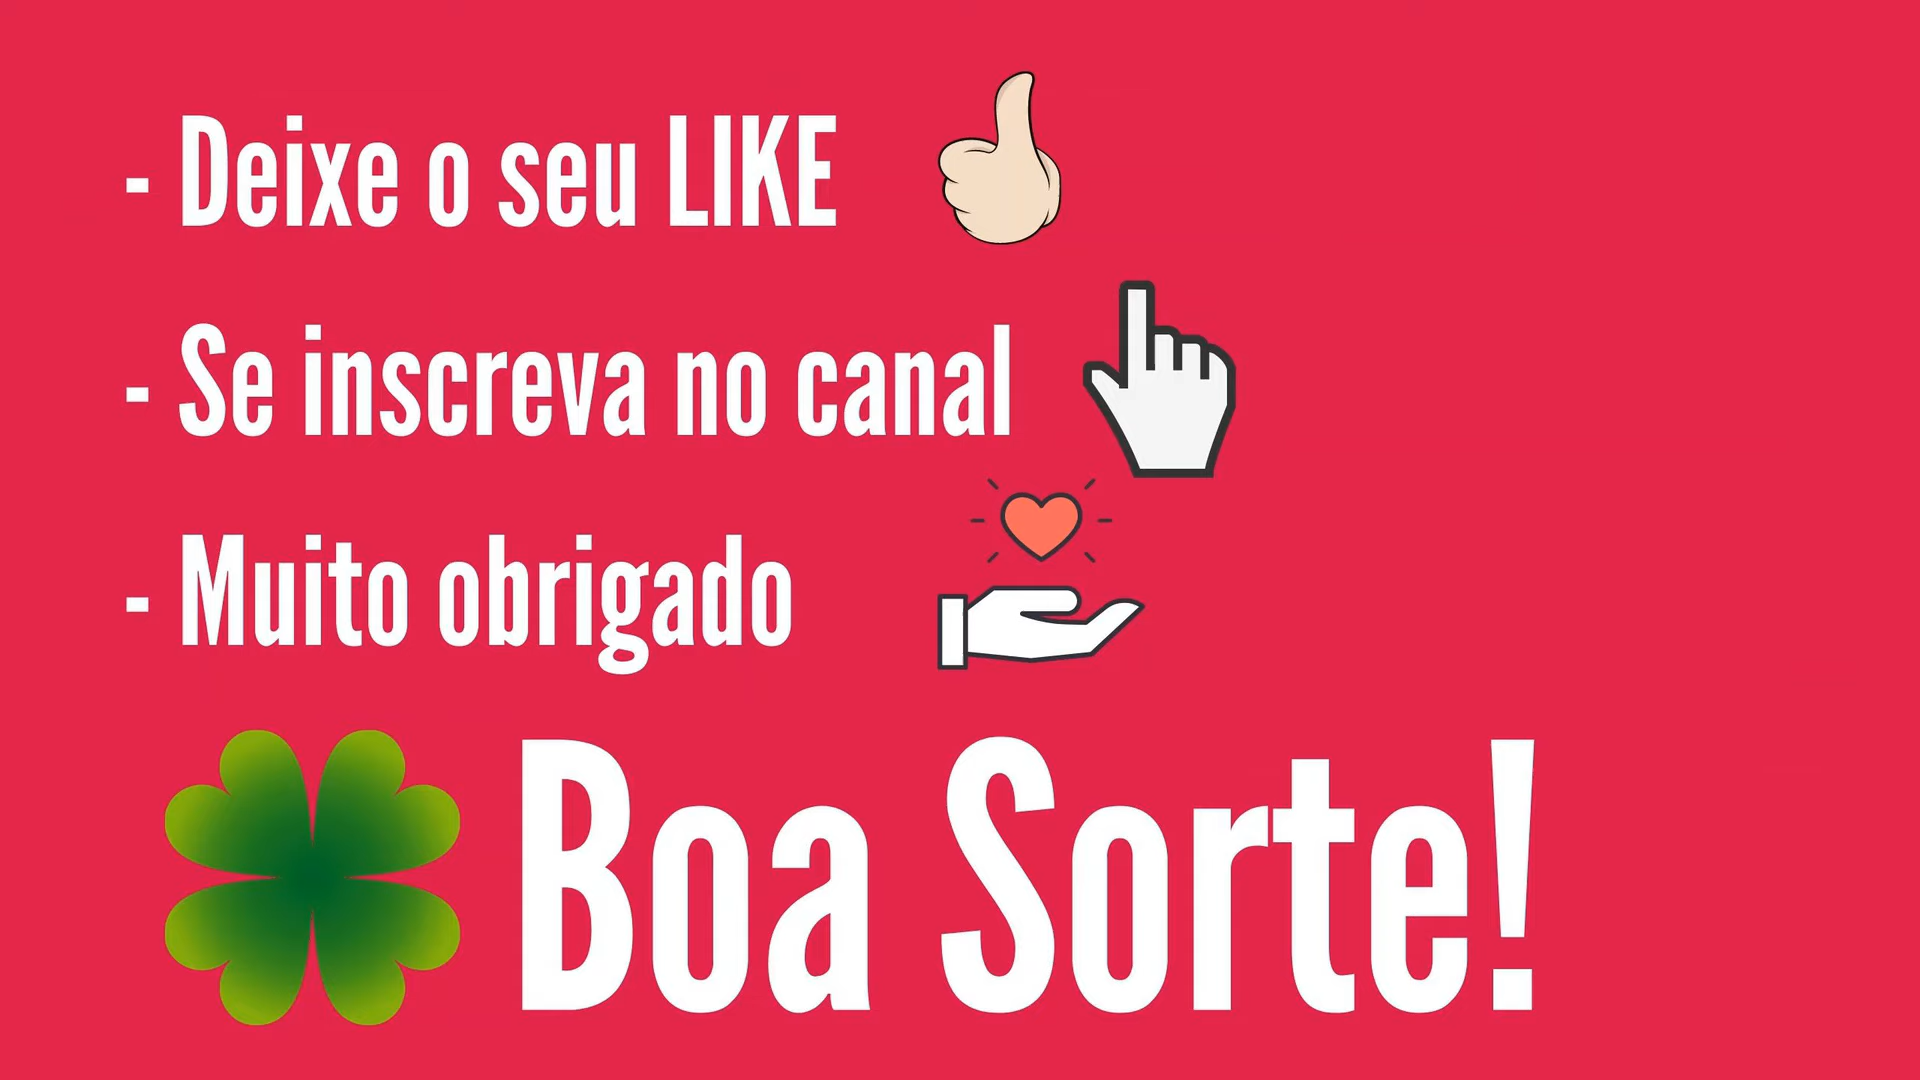 - Deixe o seu LIKE
- Se inscreva no canal
- Muito obrigado
Boa Sorte!